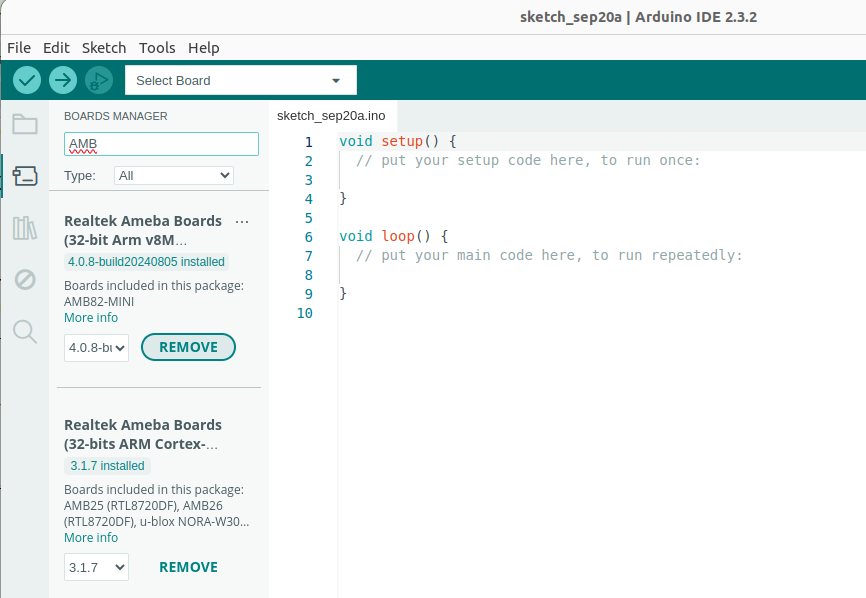 sketch_sep20a | Arduino IDE 2.3.2
File Edit Sketch Tools Help
Select Board
BOARDS MANAGER
AMB
Type: All
Realtek Ameba Boards ...
(32-bit Arm v8M...
4.0.8-build20240805 installed
Boards included in this package:
AMB82-MINI
More info
4.0.8-bu REMOVE
Realtek Ameba Boards
(32-bits ARM Cortex-...
3.1.7 installed
Boards included in this package:
AMB25 (RTL8720DF), AMB26
(RTL8720DF), u-blox NORA-W30...
More info
3.1.7 REMOVE
sketch_sep20a.ino
1 void setup() {
2 // put your setup code here, to run once:
3
4 }
5
6 void loop() {
7 // put your main code here, to run repeatedly:
8
9 }
10